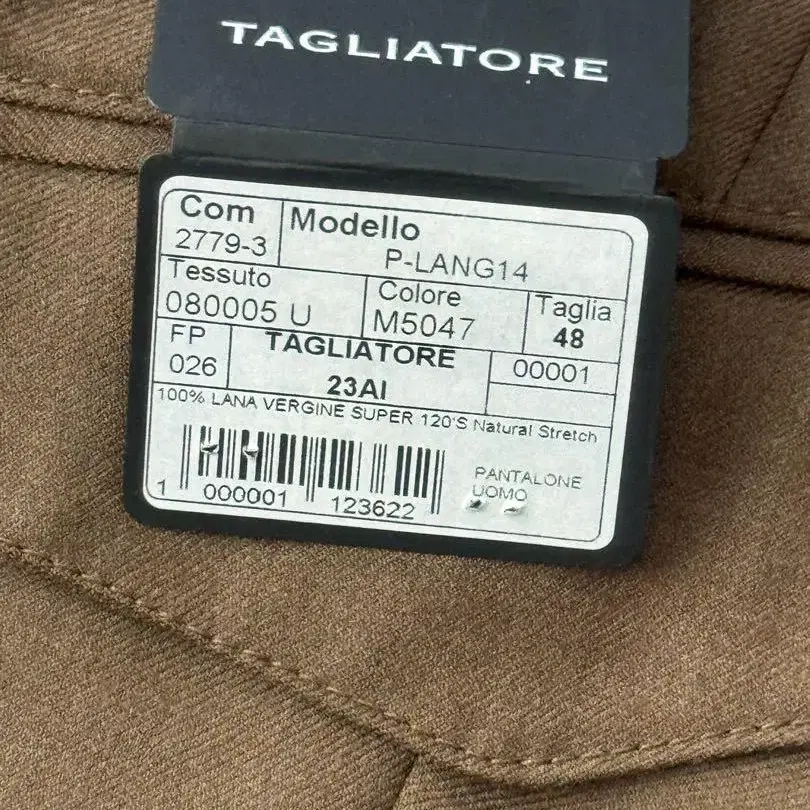 TAGLIATORE
Com
2779-3
Modello
P-LANG14
Tessuto
080005 U
Colore
M5047
Taglia
48
FP
026
TAGLIATORE
23AI
00001
100% LANA VERGINE SUPER 120'S Natural Stretch
1 000001 123622
PANTALONE
UOMO